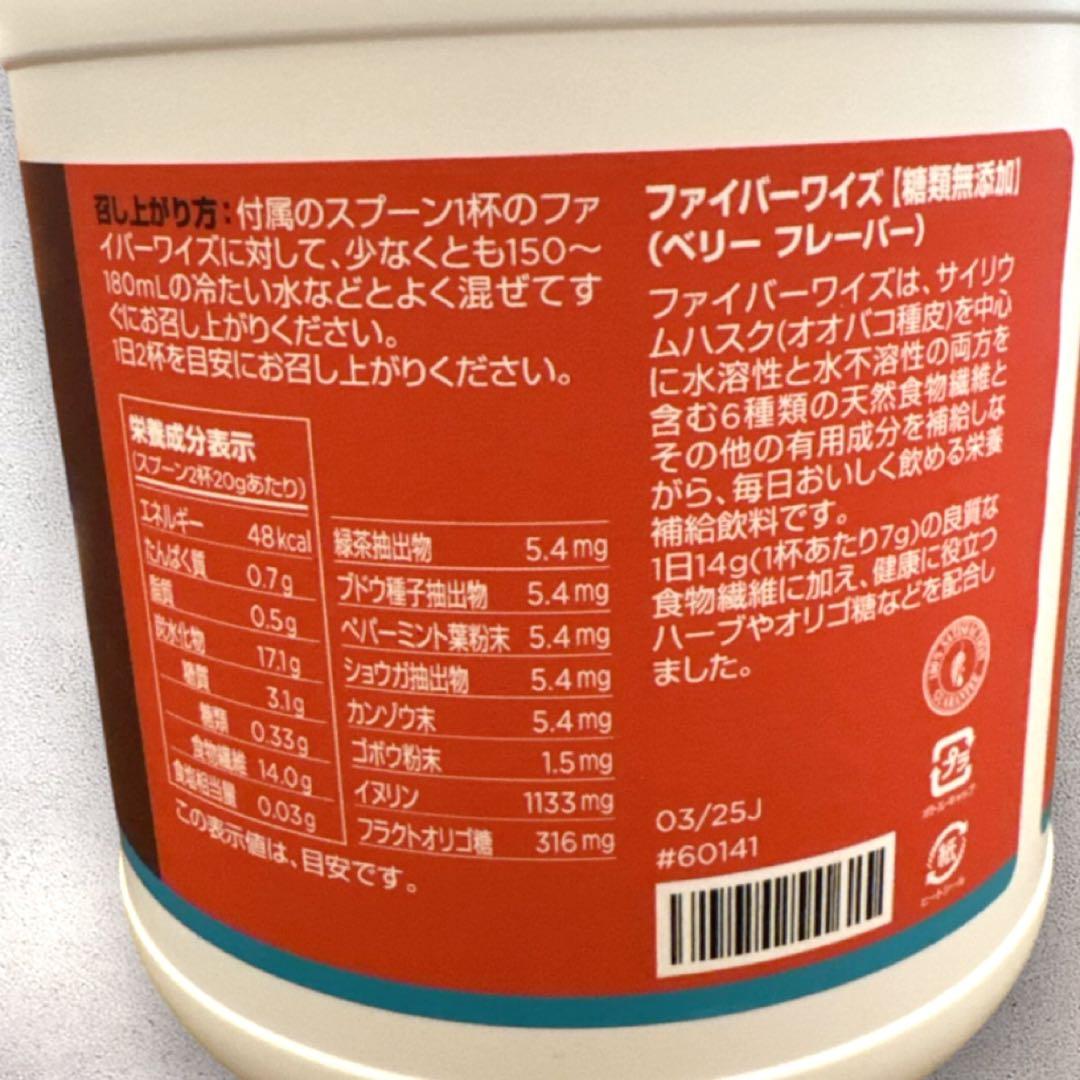 召し上がり方：付属のスプーン1杯のファ
イバーワイズに対して、少なくとも150～
180mLの冷たい水などとよく混ぜてす
ぐにお召し上がりください。
1日2杯を目安にお召し上がりください。
栄養成分表示
(スプーン2杯20gあたり)
エネルギー 48kcal
たんぱく質 0.7g
脂質 0.5g
炭水化物 17.1g
糖質 3.1g
糖類 0.33g
食物繊維 14.0g
食塩相当量 0.03g
この表示値は、目安です。
緑茶抽出物 5.4mg
ブドウ種子抽出物 5.4mg
ペパーミント葉粉末 5.4mg
ショウガ抽出物 5.4mg
カンゾウ末 5.4mg
ゴボウ粉末 1.5mg
イヌリン 1133mg
フラクトオリゴ糖 316mg
ファイバーワイズ【糖類無添加】
(ベリー フレーバー)
ファイバーワイズは、サイリウ
ムハスク(オオバコ種皮)を中心
に水溶性と水不溶性の両方を
含む6種類の天然食物繊維と
その他の有用成分を補給しな
がら、毎日おいしく飲める栄養
補給飲料です。
1日14g(1杯あたり7g)の良質な
食物繊維に加え、健康に役立つ
ハーブやオリゴ糖などを配合し
ました。
プラ
ボトル・キャップ
紙
ヒートシール
03/25J
#60141